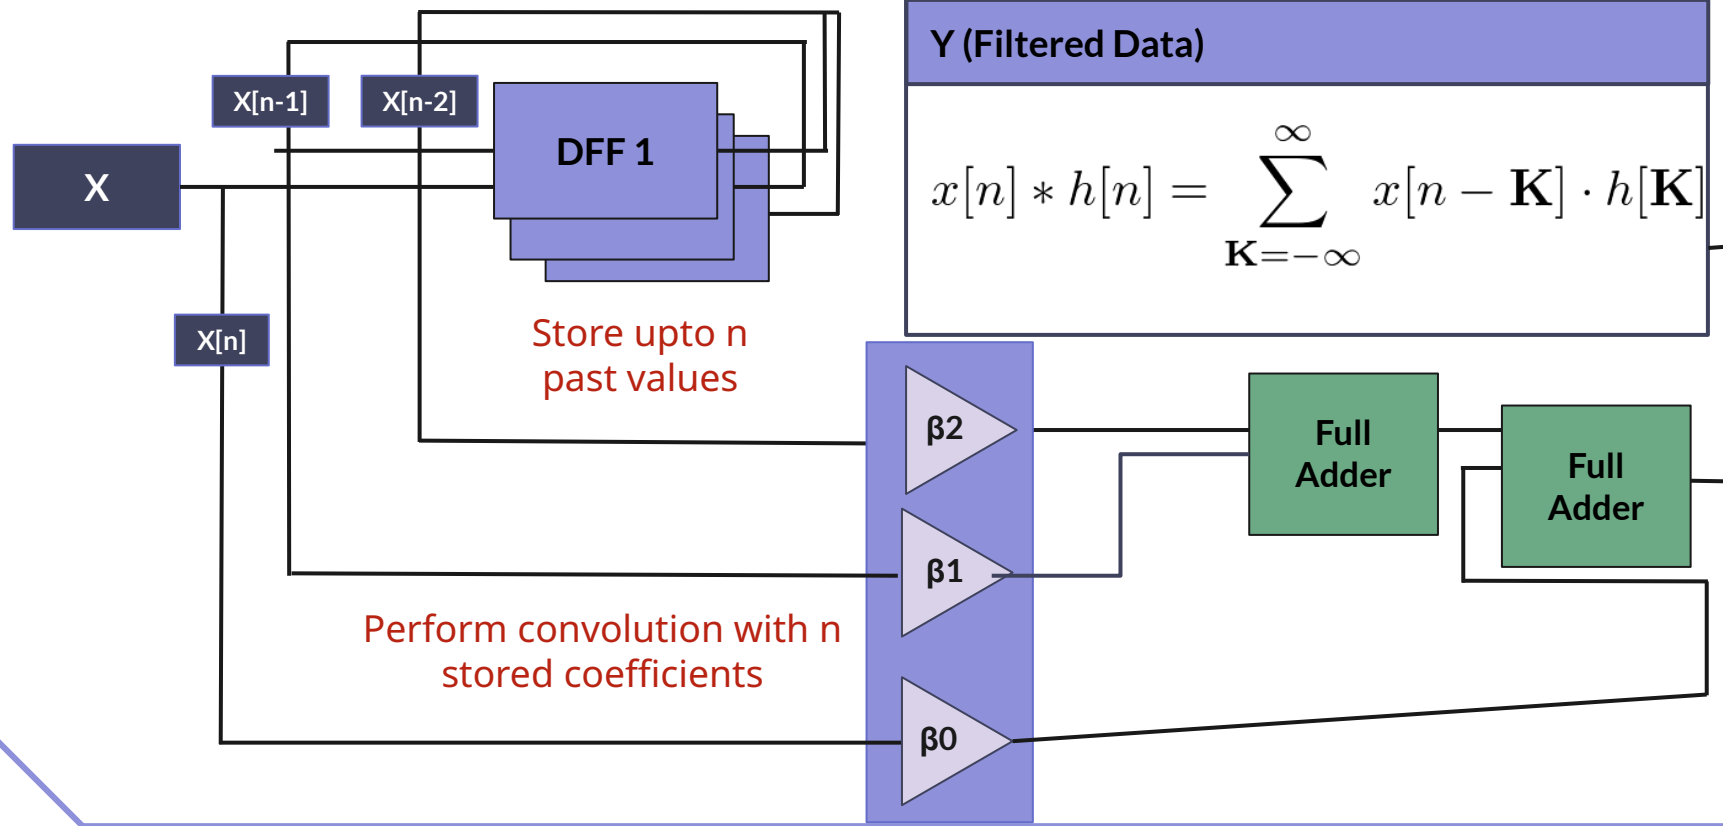 X[n-1]
X[n-2]
X
DFF 1
X[n]
Store upto n
past values
Y (Filtered Data)
x[n] ∗ h[n] = ∑_{K=−∞}^{∞} x[n − K] · h[K]
β2
β1
β0
Full
Adder
Full
Adder
Perform convolution with n
stored coefficients